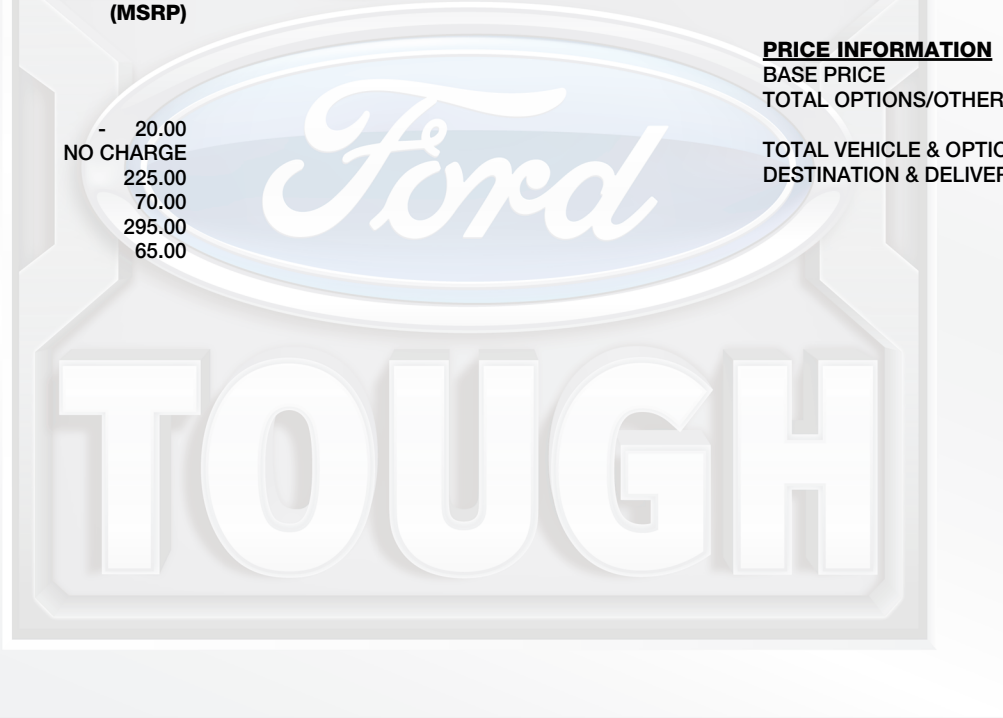 (MSRP)
- 20.00
NO CHARGE
225.00
70.00
295.00
65.00
PRICE INFORMATION
BASE PRICE
TOTAL OPTIONS/OTHER
TOTAL VEHICLE & OPTIO
DESTINATION & DELIVER
Ford
TOUGH